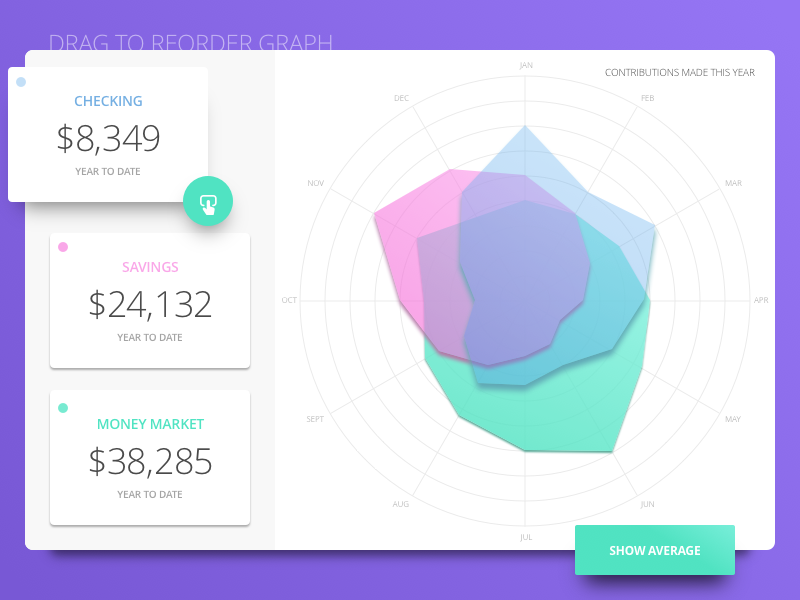 DRAG TO REORDER GRAPH
CHECKING
$8,349
YEAR TO DATE
SAVINGS
$24,132
YEAR TO DATE
MONEY MARKET
$38,285
YEAR TO DATE
CONTRIBUTIONS MADE THIS YEAR
JAN
FEB
MAR
APR
MAY
JUN
JUL
AUG
SEPT
OCT
NOV
DEC
SHOW AVERAGE